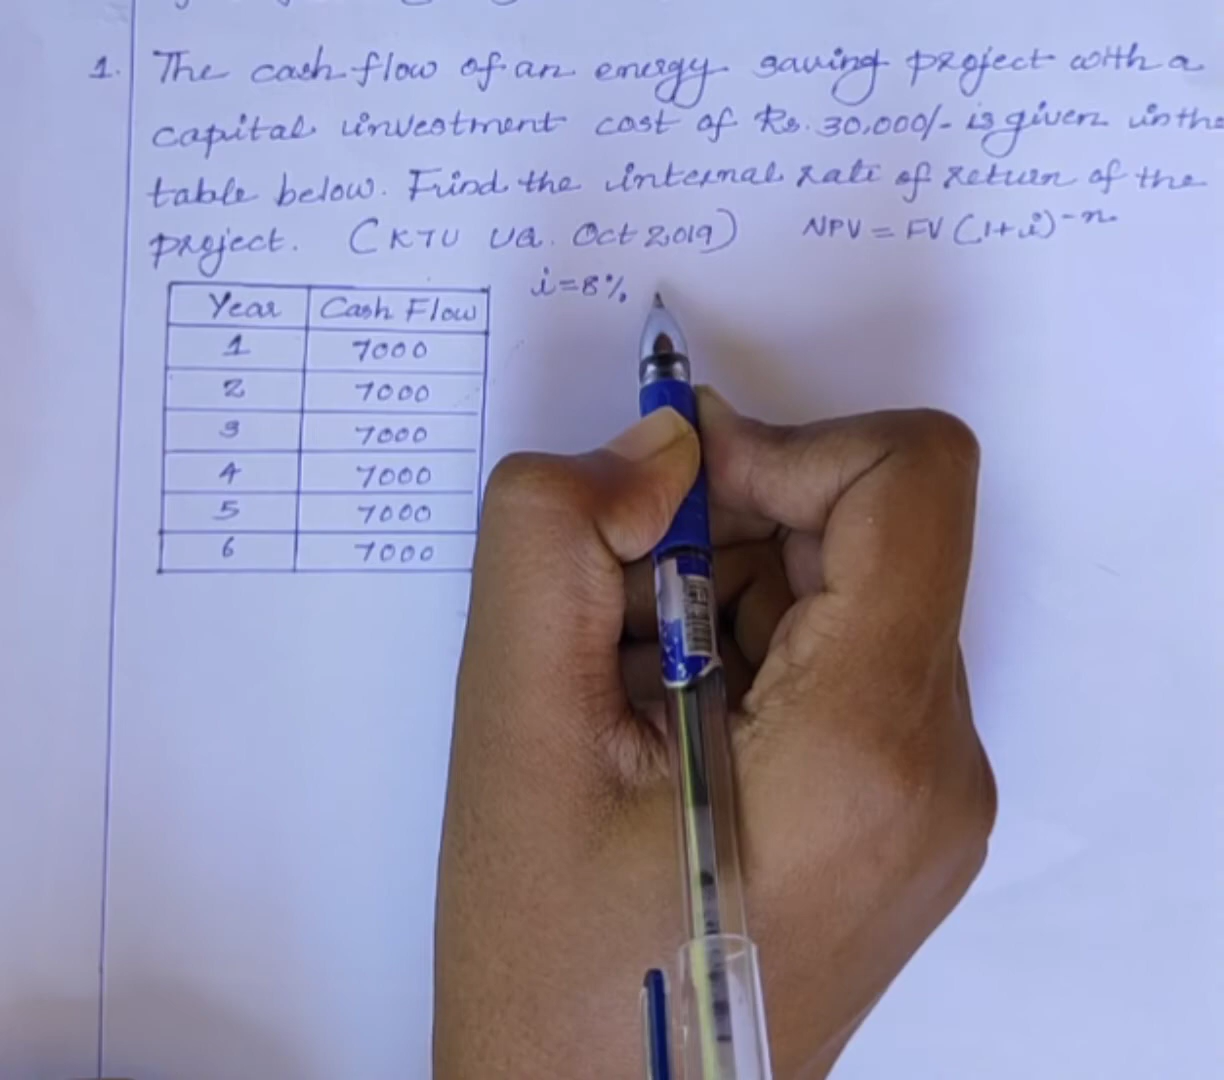 1. The cash flow of an energy saving project with a
capital investment cost of Rs. 30,000/- is given in the
table below. Find the internal rate of return of the
project. (KTU UQ. Oct 2019) NPV = FV (1+i)⁻ⁿ
i=8%
Year Cash Flow
1 7000
2 7000
3 7000
4 7000
5 7000
6 7000